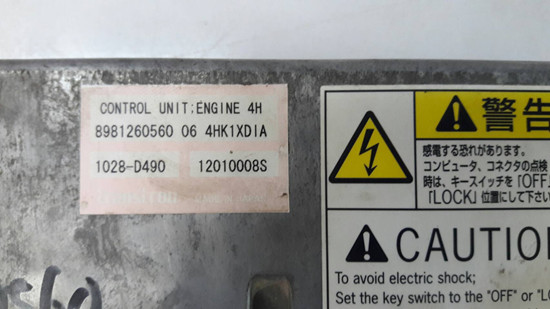 CONTROL UNIT;ENGINE 4H
8981260560 06 4HK1XDIA
1028-D490 12010008S
警告
感電する恐れがあります。
コンピュータ、コネクタの点検
時は、キースイッチを "OFF
"LOCK" 位置にして下さい
CAUTIO
To avoid electric shock;
Set the key switch to the "OFF" or "L